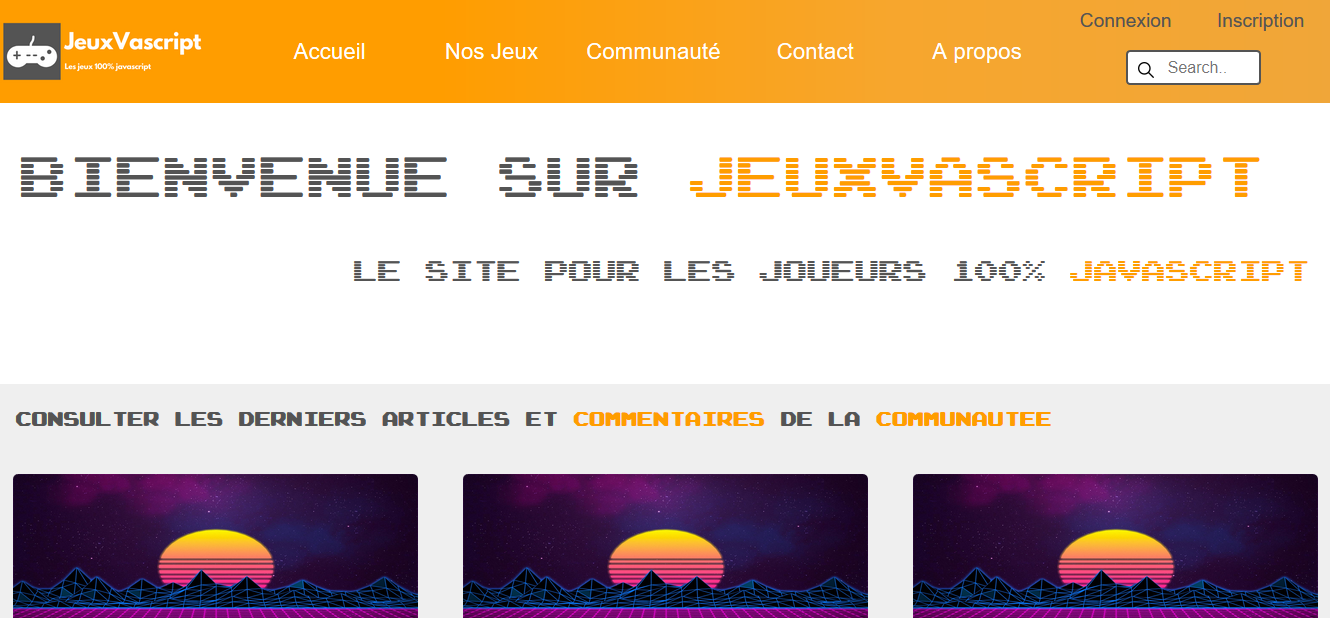 Connexion Inscription
JeuxVascript
Les jeux 100% javascript
Accueil Nos Jeux Communauté Contact A propos
Search..
BIENVENUE SUR JEUXVASCRIPT
LE SITE POUR LES JOUEURS 100% JAVASCRIPT
CONSULTER LES DERNIERS ARTICLES ET COMMENTAIRES DE LA COMMUNAUTEE